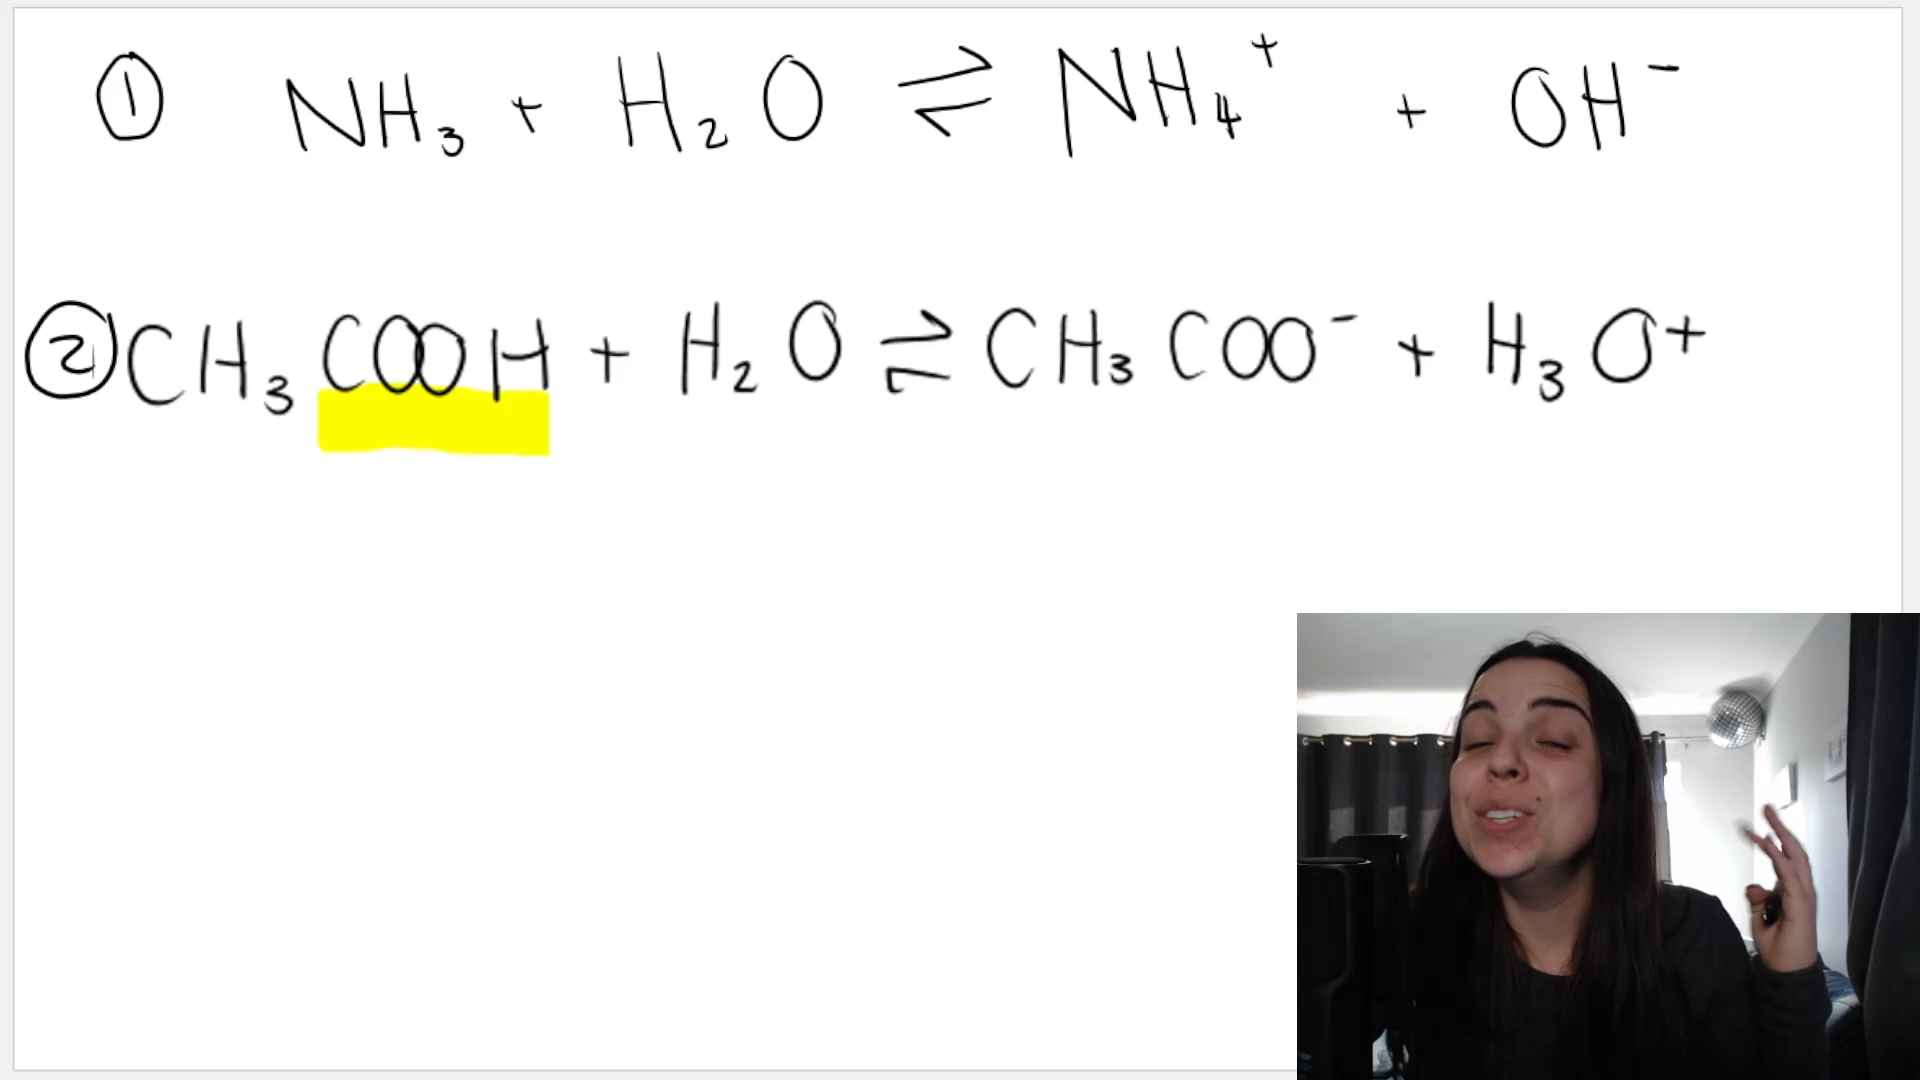 ① NH₃ + H₂O ⇌ NH₄⁺ + OH⁻
② CH₃COOH + H₂O ⇌ CH₃COO⁻ + H₃O⁺